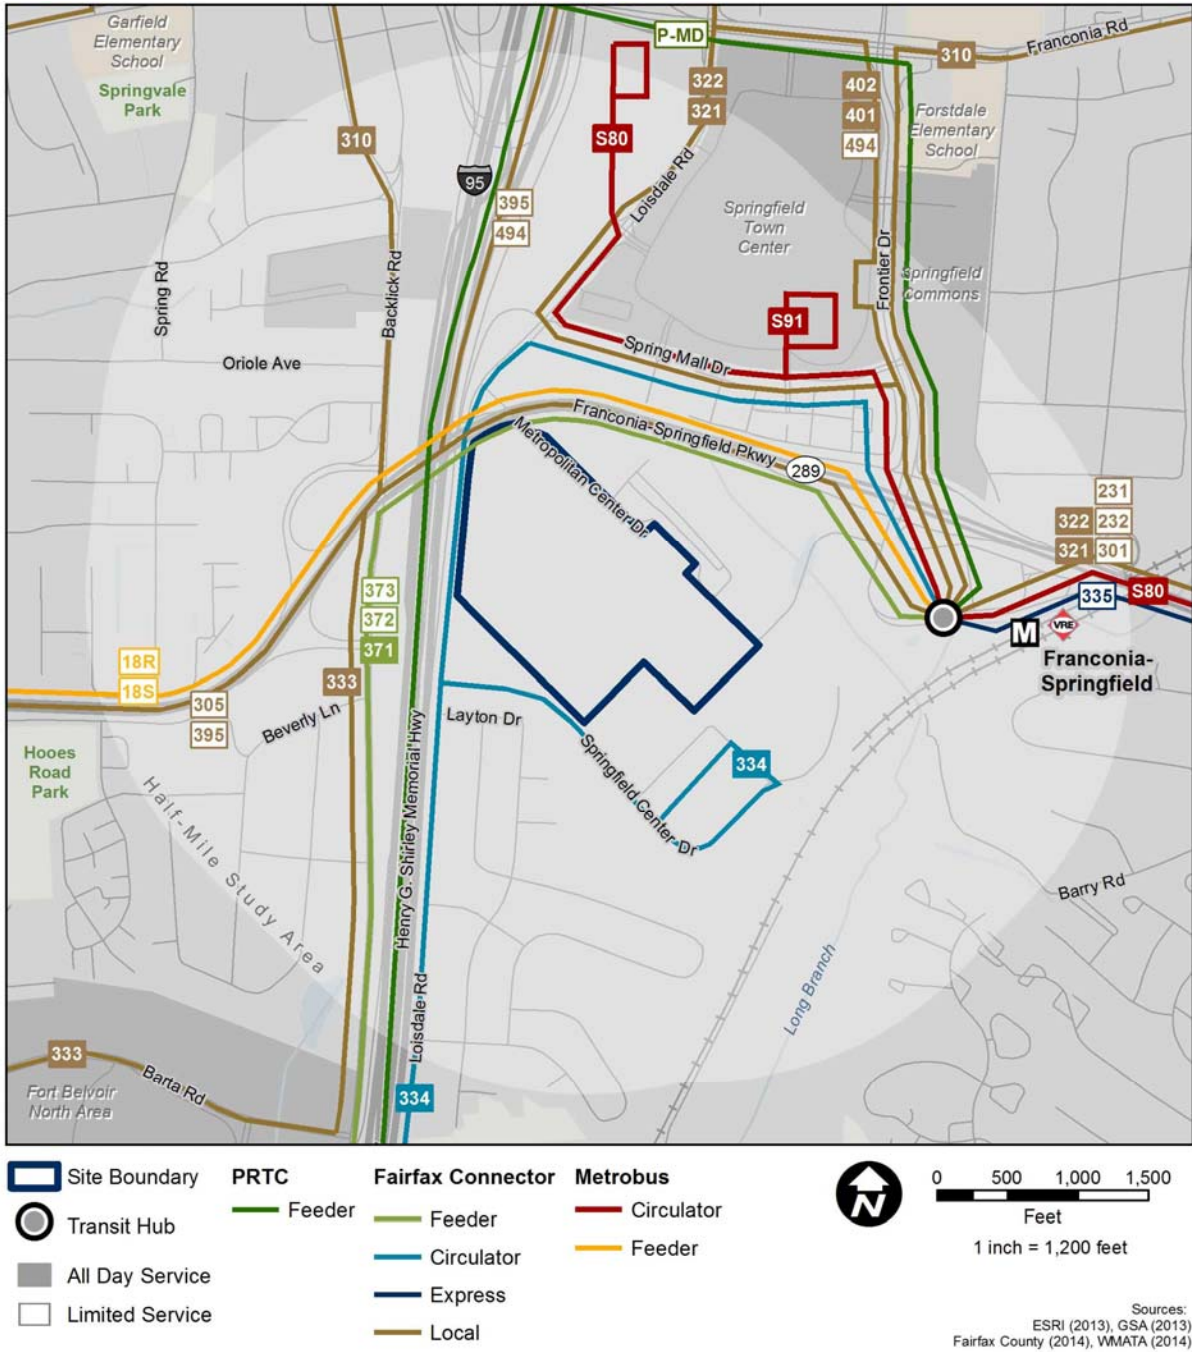 Garfield
Elementary
School
Springvale
Park
310
95
395
494
S80
P-MD
322
321
Loisdale Rd
402
401
494
310
Franconia Rd
Forstdale
Elementary
School
Springfield
Town
Center
Frontier Dr
Springfield
Commons
Spring Rd
Backlick Rd
Oriole Ave
S91
Spring Mall Dr
Franconia-Springfield Pkwy
289
Metropolitan Center Dr
231
322
232
321
301
335
S80
M
VRE
Franconia-
Springfield
373
372
371
18R
18S
333
305
395
Beverly Ln
Layton Dr
Hooes
Road
Park
Half-Mile Study Area
Henry G. Shirley Memorial Hwy
Springfield Center Dr
334
Barry Rd
Long Branch
Loisdale Rd
333
Barta Rd
Fort Belvoir
North Area
334
Site Boundary
Transit Hub
All Day Service
Limited Service
PRTC
Feeder
Fairfax Connector
Feeder
Circulator
Express
Local
Metrobus
Circulator
Feeder
N
0 500 1,000 1,500
Feet
1 inch = 1,200 feet
Sources:
ESRI (2013), GSA (2013)
Fairfax County (2014), WMATA (2014)